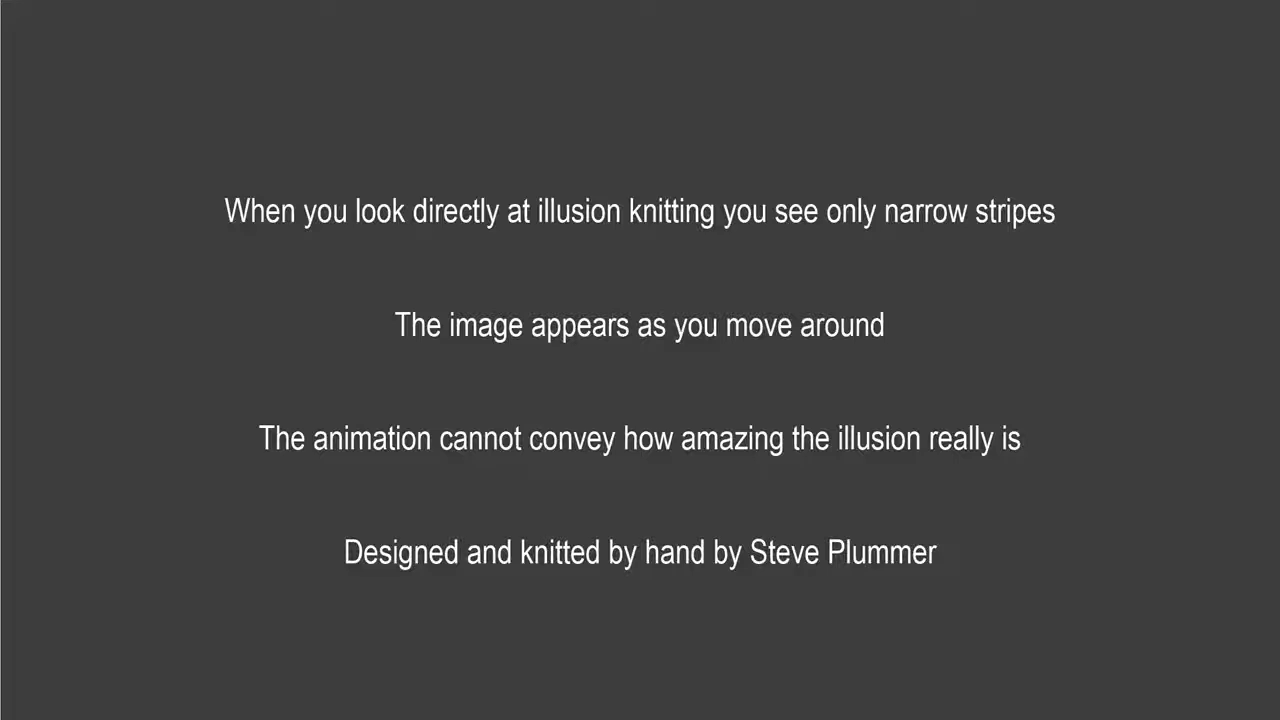 When you look directly at illusion knitting you see only narrow stripes
The image appears as you move around
The animation cannot convey how amazing the illusion really is
Designed and knitted by hand by Steve Plummer